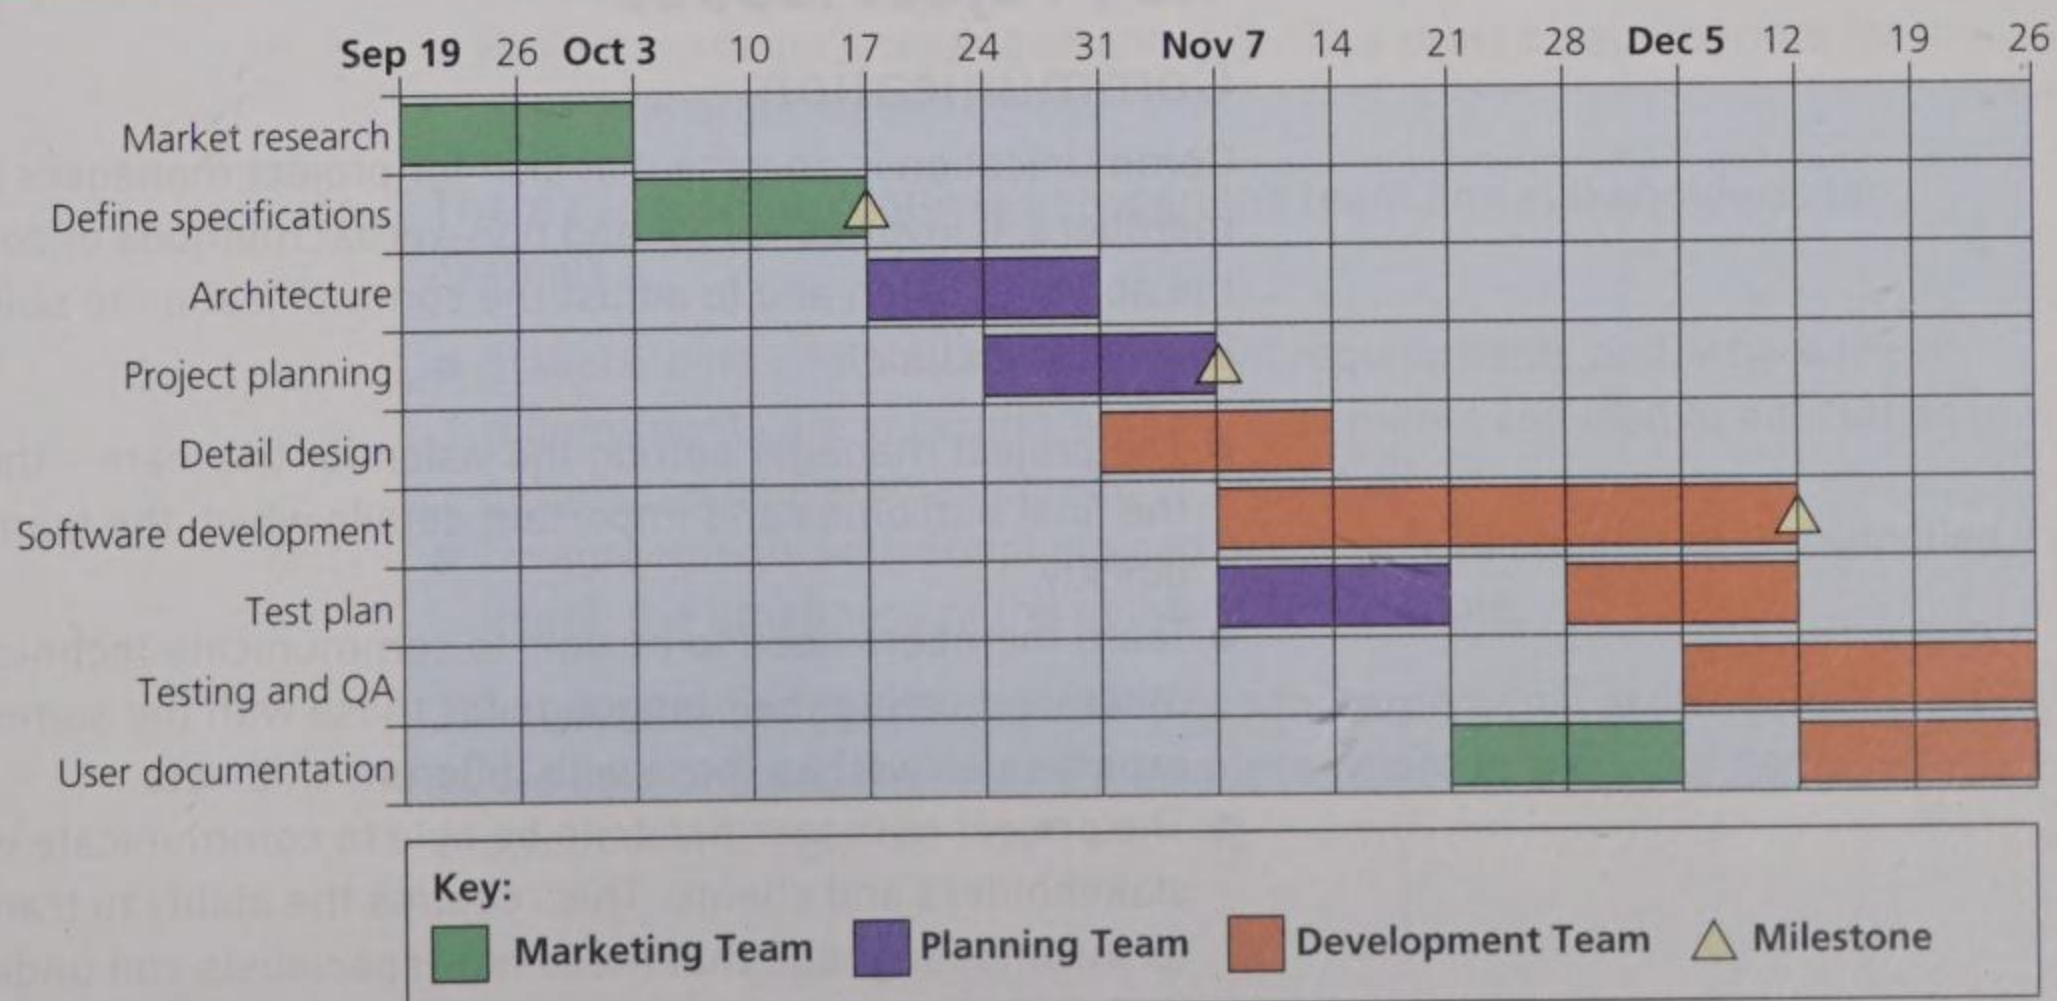 Sep 19 26 Oct 3 10 17 24 31 Nov 7 14 21 28 Dec 5 12 19 26
Market research
Define specifications
Architecture
Project planning
Detail design
Software development
Test plan
Testing and QA
User documentation
Key:
Marketing Team Planning Team Development Team Milestone